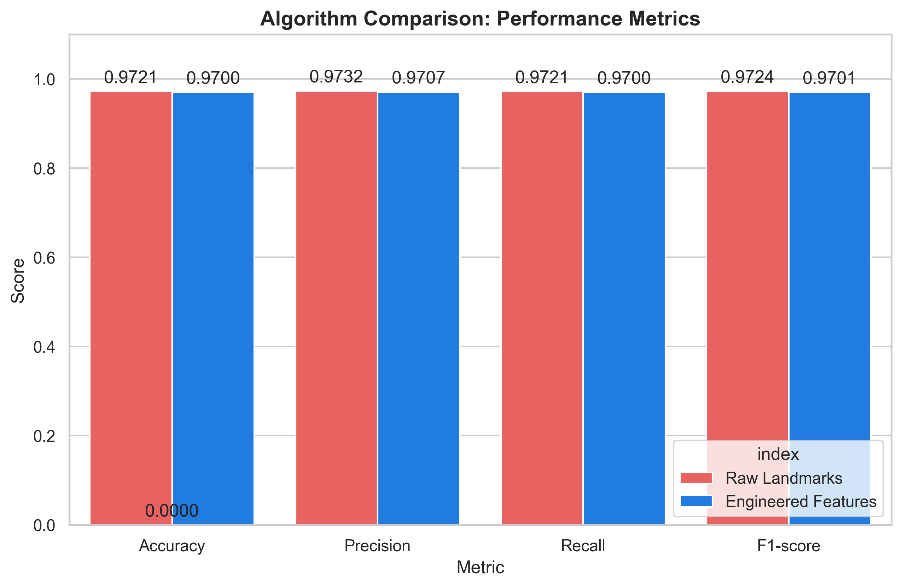 Algorithm Comparison: Performance Metrics
0.9721 0.9700 0.9732 0.9707 0.9721 0.9700 0.9724 0.9701
1.0
0.8
0.6
0.4
0.2
0.0
Score
0.0000
index
Raw Landmarks
Engineered Features
Accuracy Precision Recall F1-score
Metric